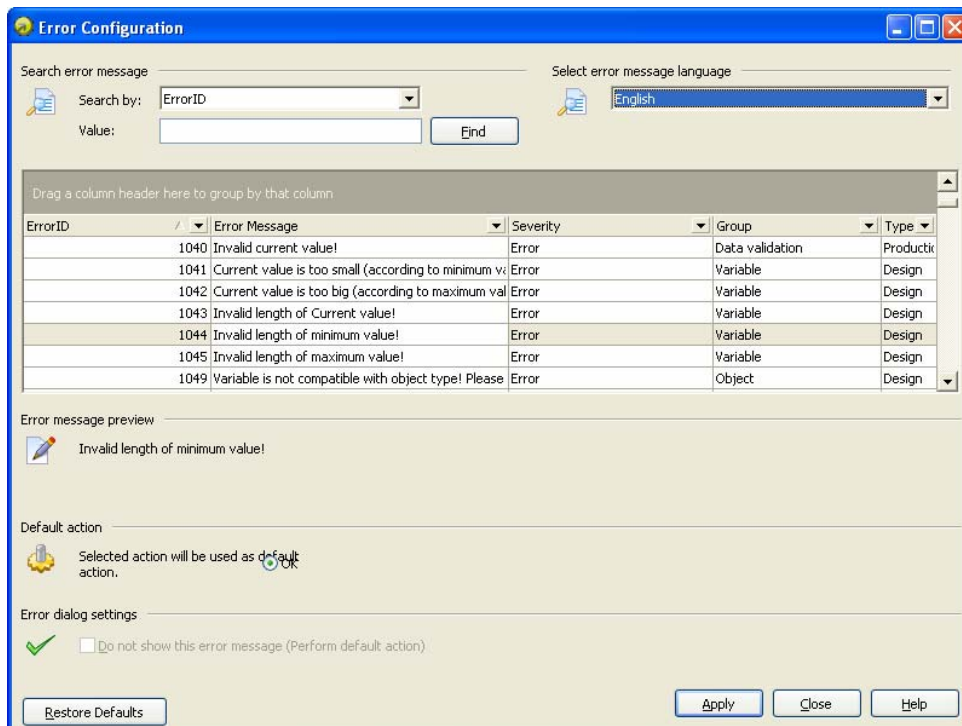 Error Configuration
Search error message
Select error message language
Search by: ErrorID
English
Value:
Find
Drag a column header here to group by that column
ErrorID Error Message Severity Group Type
1040 Invalid current value! Error Data validation Productic
1041 Current value is too small (according to minimum va Error Variable Design
1042 Current value is too big (according to maximum val Error Variable Design
1043 Invalid length of Current value! Error Variable Design
1044 Invalid length of minimum value! Error Variable Design
1045 Invalid length of maximum value! Error Variable Design
1049 Variable is not compatible with object type! Please Error Object Design
Error message preview
Invalid length of minimum value!
Default action
Selected action will be used as default
action.
OK
Error dialog settings
Do not show this error message (Perform default action)
Restore Defaults
Apply
Close
Help